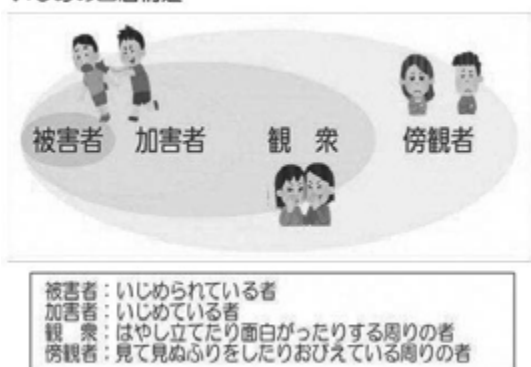 被害者 加害者 観 衆 傍観者
被害者：いじめられている者
加害者：いじめている者
観 衆：はやし立てたり面白がったりする周りの者
傍観者：見て見ぬふりをしたりおびえている周りの者